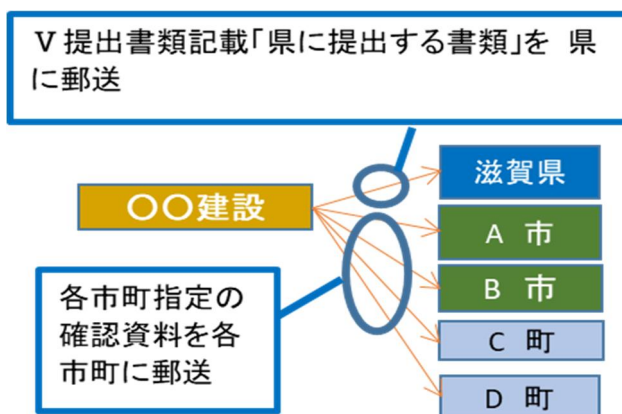 Ⅴ提出書類記載「県に提出する書類」を 県
に郵送
滋賀県
〇〇建設
A 市
B 市
各市町指定の
確認資料を各
市町に郵送
C 町
D 町